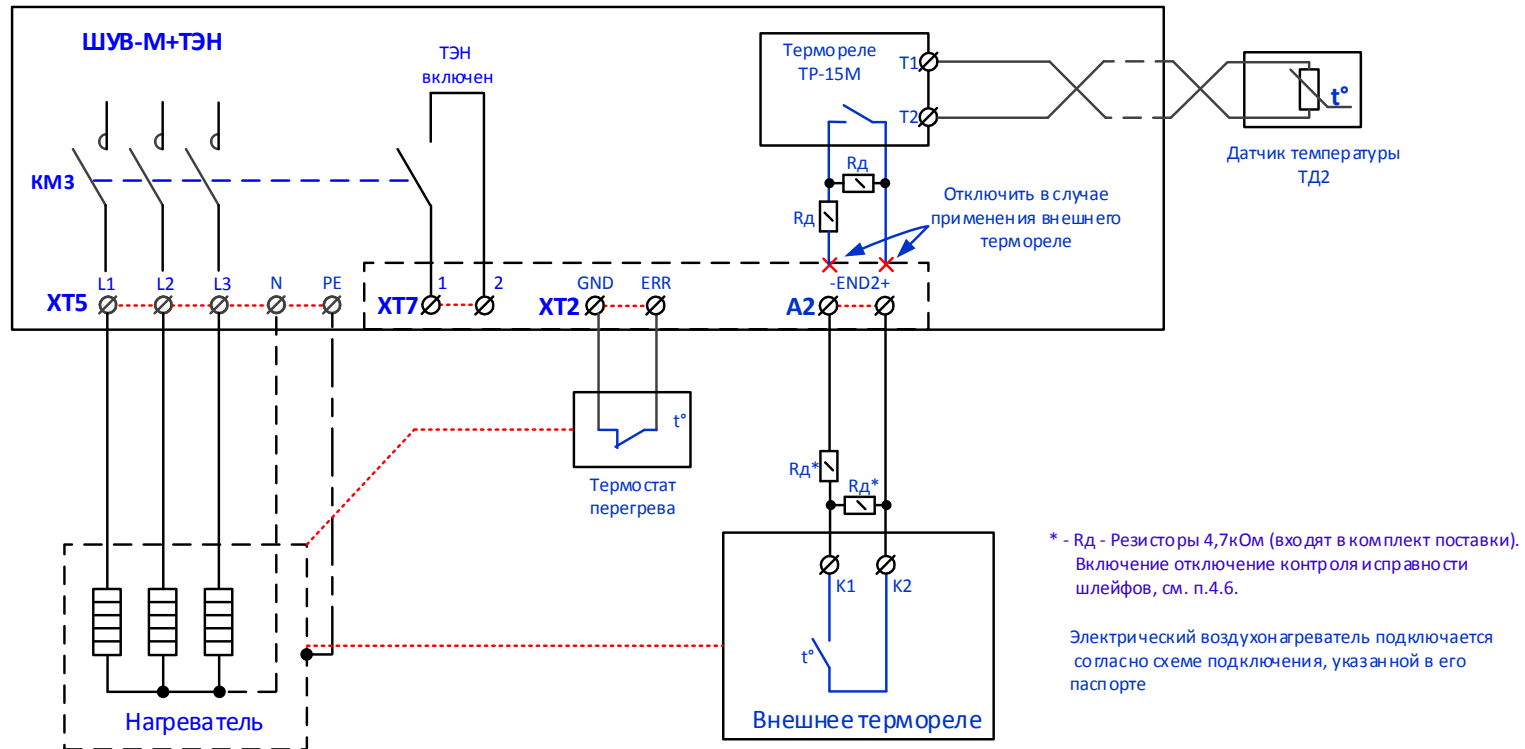 ШУВ-М+ТЭН
ТЭН
включен
Термореле
ТР-15М
T1
T2
t°
Датчик температуры
ТД2
КМ3
Rд
Rд
Отключить в случае
применения внешнего
термореле
XT5
L1
L2
L3
N
PE
XT7
1
2
XT2
GND
ERR
A2
-END2+
t°
Термостат
перегрева
Rд*
Rд*
K1
K2
t°
Внешнее термореле
Нагреватель
* - Rд - Резисторы 4,7кОм (входят в комплект поставки).
Включение отключение контроля исправности
шлейфов, см. п.4.6.
Электрический воздухонагреватель подключается
согласно схеме подключения, указанной в его
паспорте